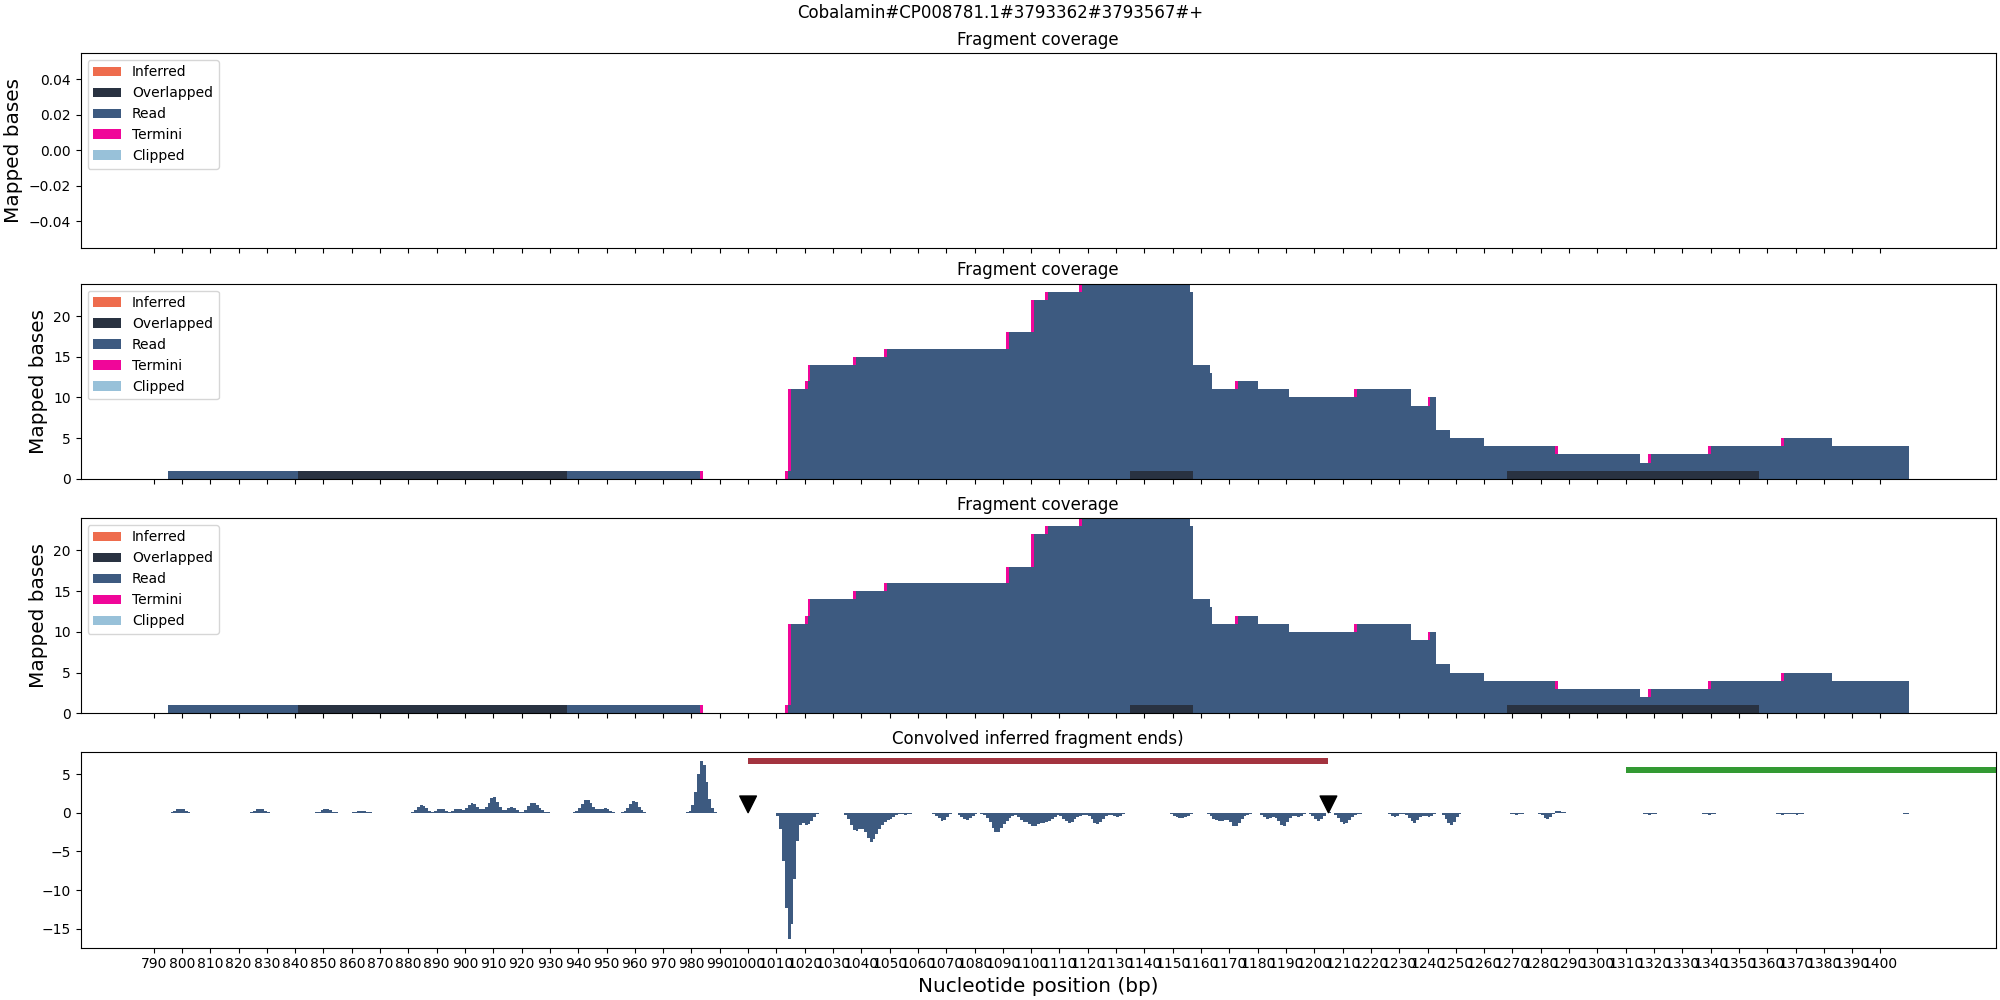 Cobalamin#CP008781.1#3793362#3793567#+
Fragment coverage
Mapped bases
0.04
0.02
0.00
−0.02
−0.04
Inferred
Overlapped
Read
Termini
Clipped
Fragment coverage
Mapped bases
20
15
10
5
0
Inferred
Overlapped
Read
Termini
Clipped
Fragment coverage
Mapped bases
20
15
10
5
0
Inferred
Overlapped
Read
Termini
Clipped
Convolved inferred fragment ends)
5
0
−5
−10
−15
790 800 810 820 830 840 850 860 870 880 890 900 910 920 930 940 950 960 970 980 990 1000 1010 1020 1030 1040 1050 1060 1070 1080 1090 1100 1110 1120 1130 1140 1150 1160 1170 1180 1190 1200 1210 1220 1230 1240 1250 1260 1270 1280 1290 1300 1310 1320 1330 1340 1350 1360 1370 1380 1390 1400
Nucleotide position (bp)